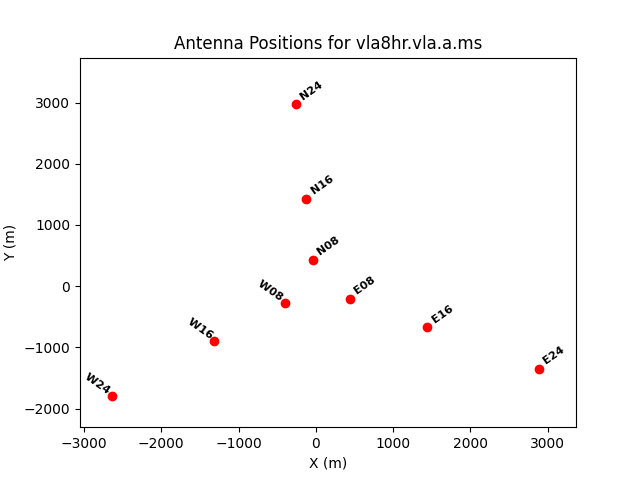 Antenna Positions for vla8hr.vla.a.ms
Y (m)
3000
2000
1000
0
−1000
−2000
N24
N16
N08
W08
E08
W16
E16
W24
E24
−3000
−2000
−1000
0
1000
2000
3000
X (m)